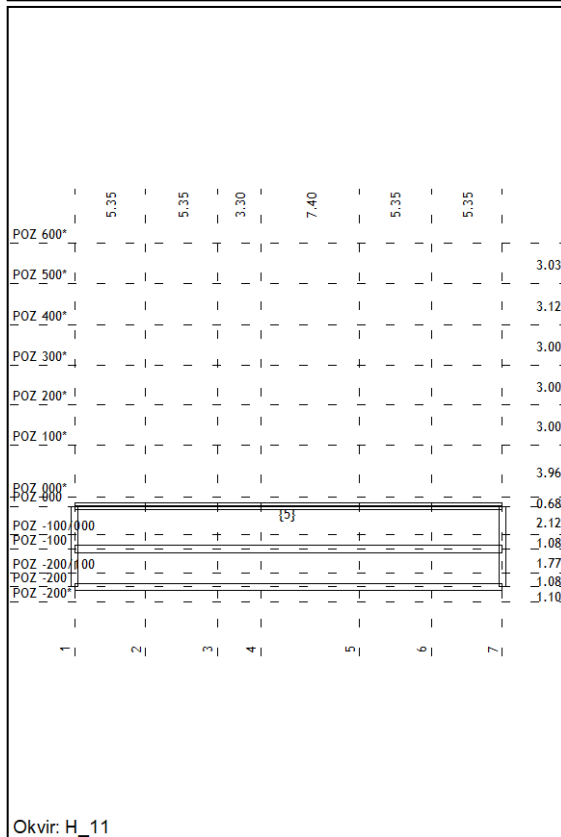 5.35 5.35 3.30 7.40 5.35 5.35
POZ 600*
3.03
POZ 500*
3.12
POZ 400*
3.00
POZ 300*
3.00
POZ 200*
3.00
POZ 100*
3.96
POZ 000*
POZ 000
0.68
{5}
POZ -100/000
2.12
POZ -100
1.08
POZ -200/100
1.77
POZ -200
1.08
POZ -200*
1.10
1 2 3 4 5 6 7
Okvir: H_11